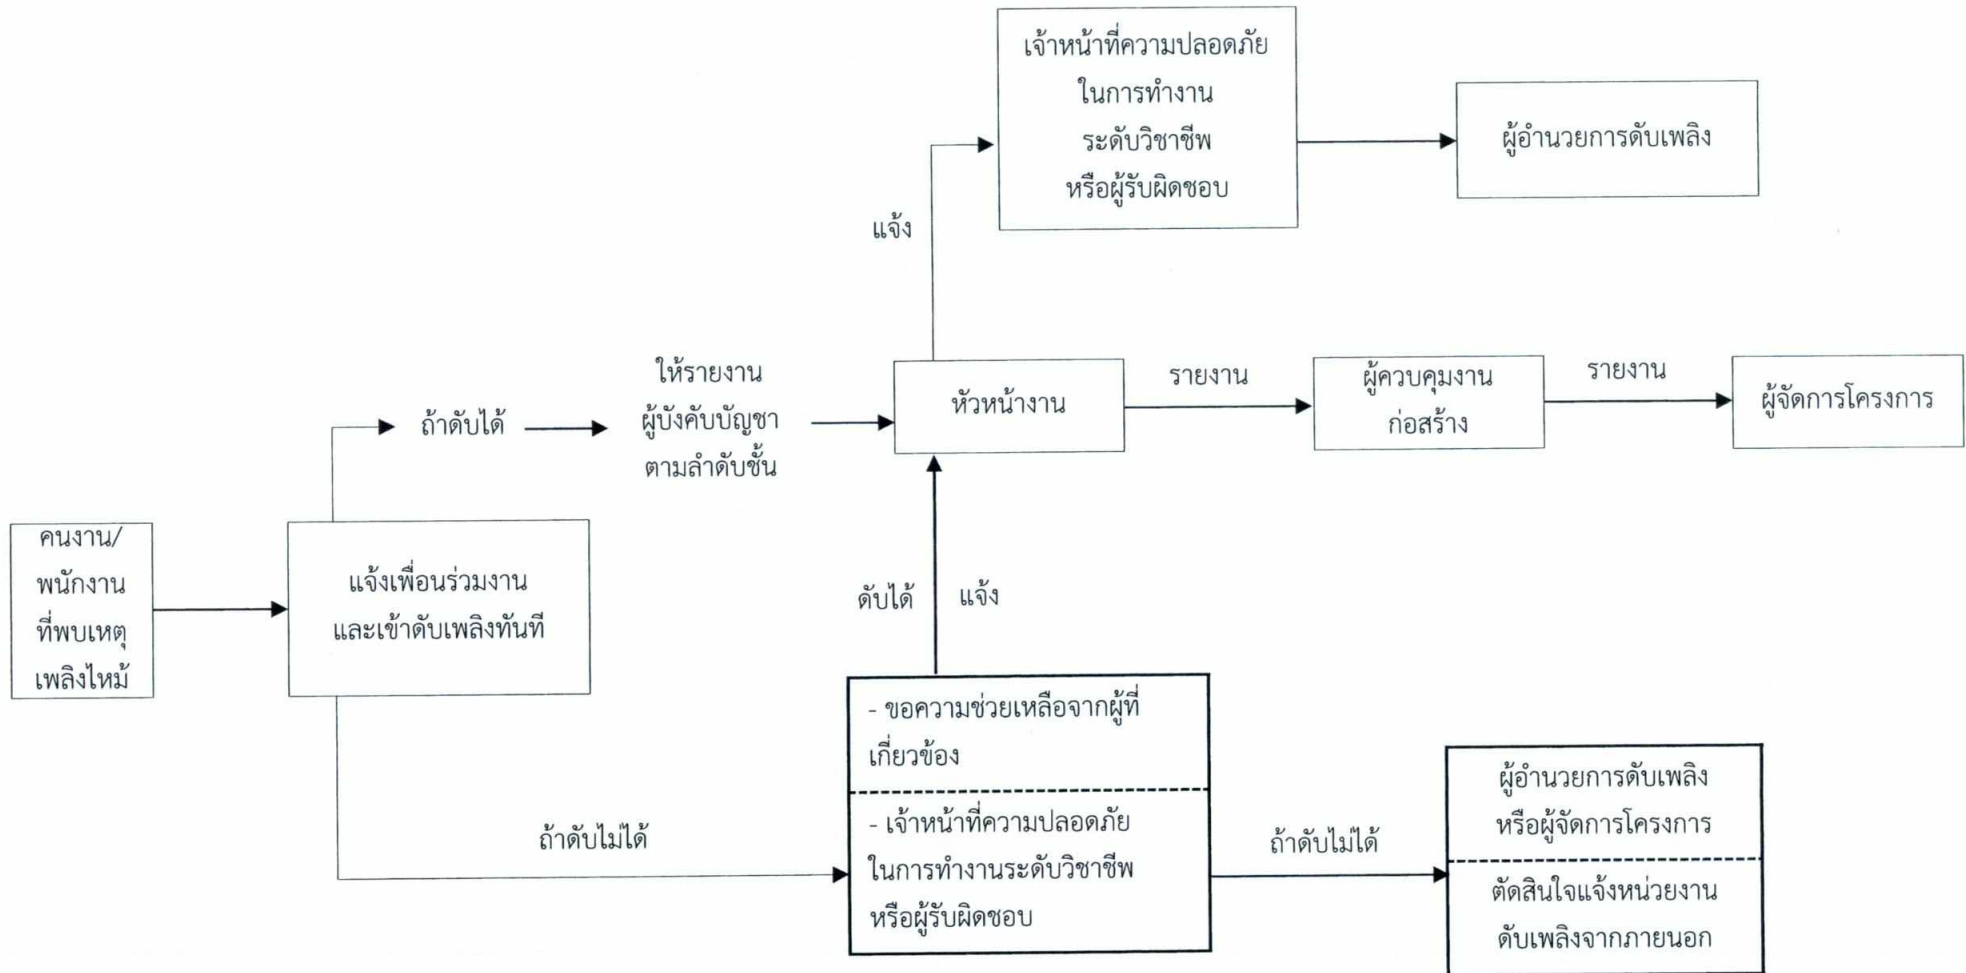 เจ้าหน้าที่ความปลอดภัย
ในการทำงาน
ระดับวิชาชีพ
หรือผู้รับผิดชอบ
ผู้อำนวยการดับเพลิง
แจ้ง
ให้รายงาน
ผู้บังคับบัญชา
ตามลำดับชั้น
ถ้าดับได้
หัวหน้างาน
รายงาน
ผู้ควบคุมงาน
ก่อสร้าง
รายงาน
ผู้จัดการโครงการ
คนงาน/
พนักงาน
ที่พบเหตุ
เพลิงไหม้
แจ้งเพื่อนร่วมงาน
และเข้าดับเพลิงทันที
ดับได้
แจ้ง
- ขอความช่วยเหลือจากผู้ที่
เกี่ยวข้อง
- เจ้าหน้าที่ความปลอดภัย
ในการทำงานระดับวิชาชีพ
หรือผู้รับผิดชอบ
ถ้าดับไม่ได้
ถ้าดับไม่ได้
ผู้อำนวยการดับเพลิง
หรือผู้จัดการโครงการ
ตัดสินใจแจ้งหน่วยงาน
ดับเพลิงจากภายนอก